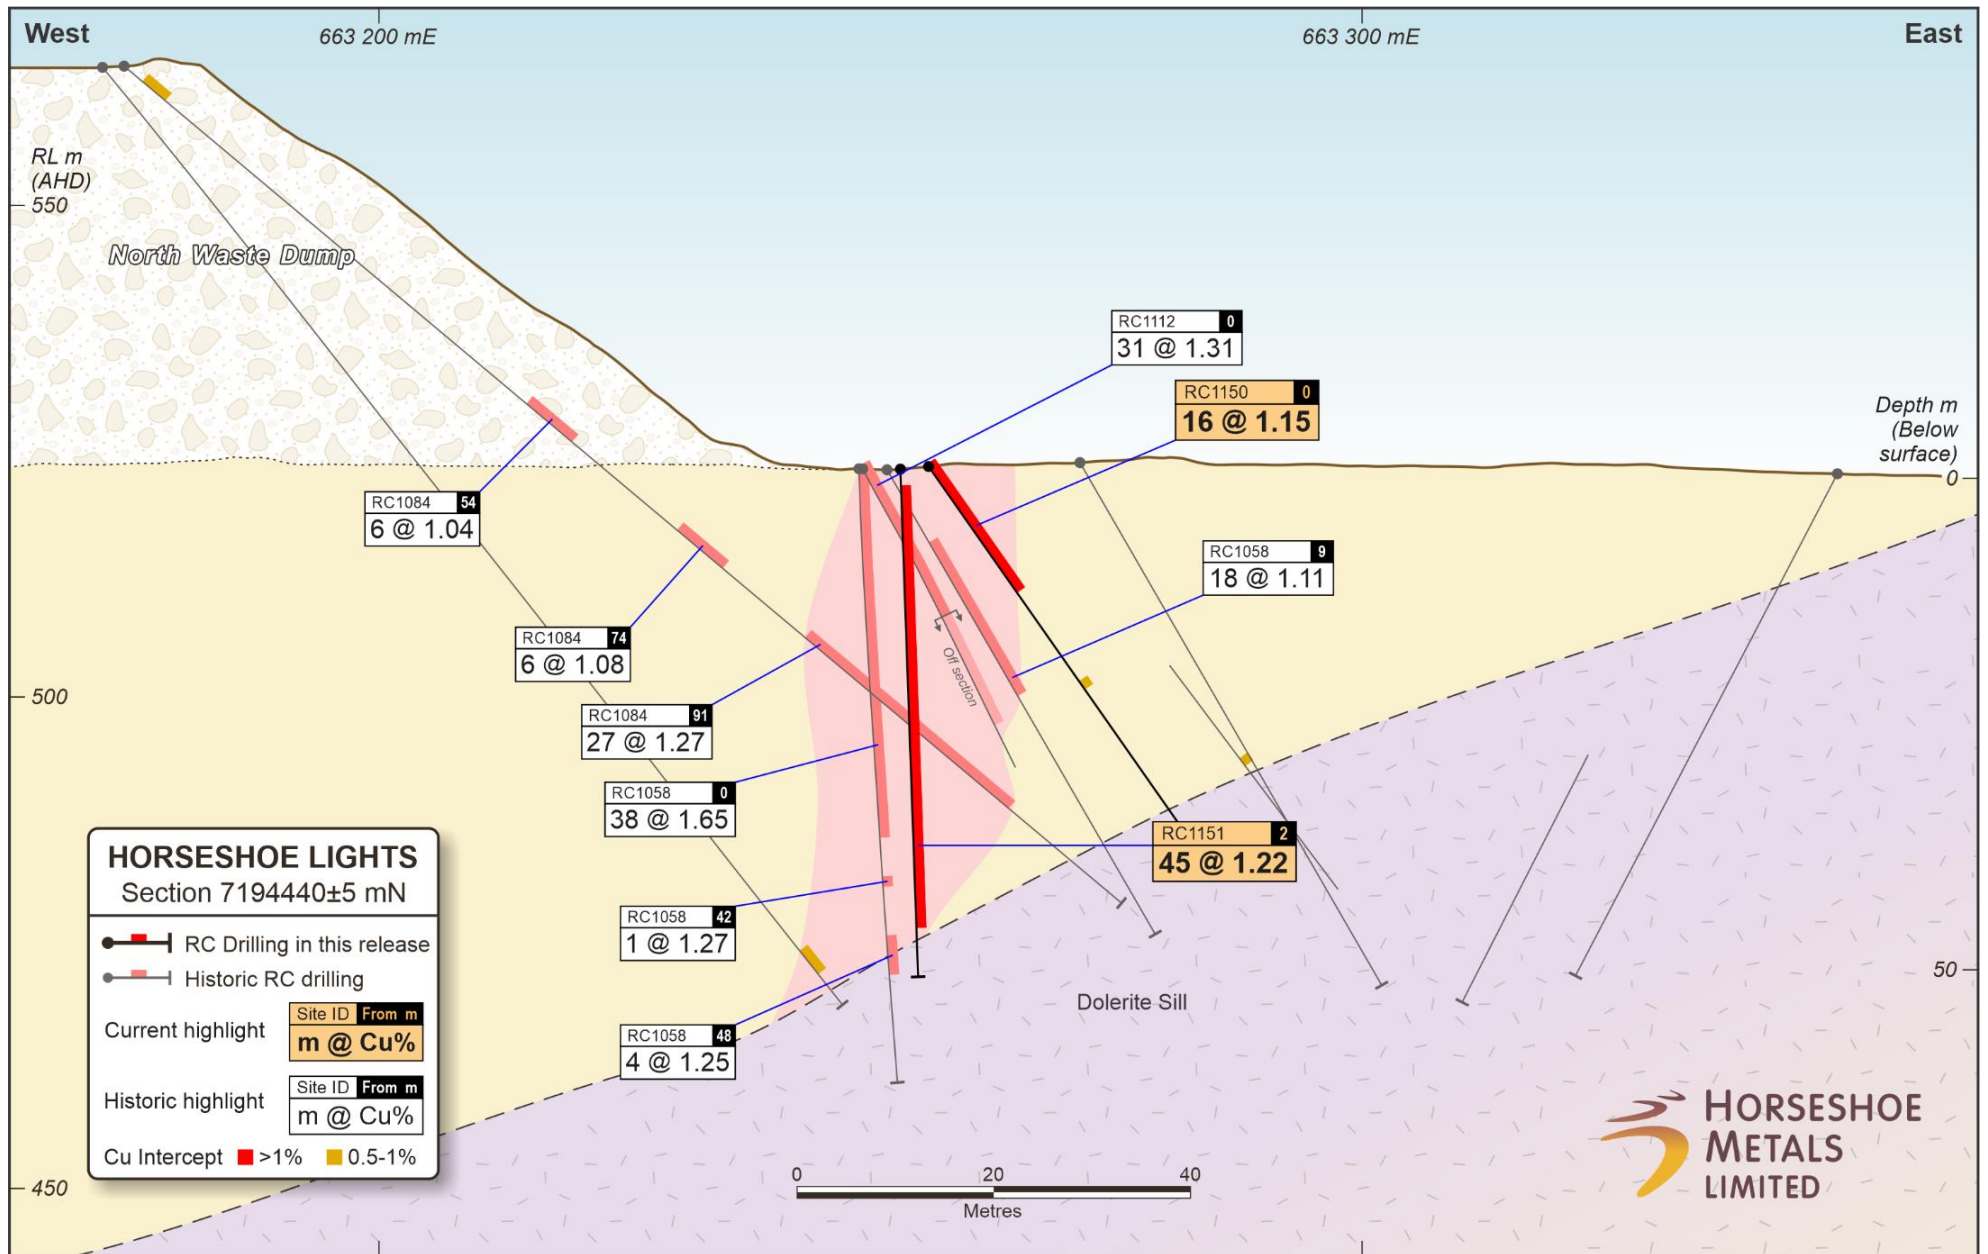 West
663 200 mE
663 300 mE
East
RL m
(AHD)
550
North Waste Dump
RC1112 0
31 @ 1.31
RC1150 0
16 @ 1.15
Depth m
(Below
surface)
0
RC1084 54
6 @ 1.04
RC1058 9
18 @ 1.11
RC1084 74
6 @ 1.08
Off section
500
RC1084 91
27 @ 1.27
RC1058 0
38 @ 1.65
RC1151 2
45 @ 1.22
RC1058 42
1 @ 1.27
50
Dolerite Sill
RC1058 48
4 @ 1.25
HORSESHOE LIGHTS
Section 7194440±5 mN
RC Drilling in this release
Historic RC drilling
Current highlight
Site ID From m
m @ Cu%
Historic highlight
Site ID From m
m @ Cu%
Cu Intercept >1% 0.5-1%
450
0 20 40
Metres
HORSESHOE
METALS
LIMITED